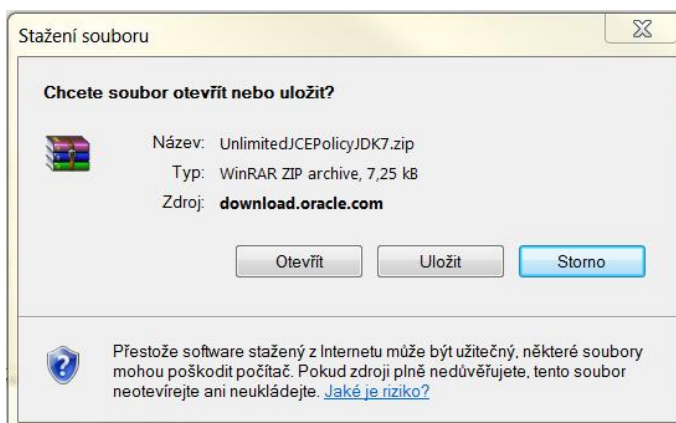 Stažení souboru
Chcete soubor otevřít nebo uložit?
Název: UnlimitedJCEPolicyJDK7.zip
Typ: WinRAR ZIP archive, 7,25 kB
Zdroj: download.oracle.com
Otevřít Uložit Storno
Přestože software stažený z Internetu může být užitečný, některé soubory
mohou poškodit počítač. Pokud zdroji plně nedůvěřujete, tento soubor
neotevírejte ani neukládejte. Jaké je riziko?